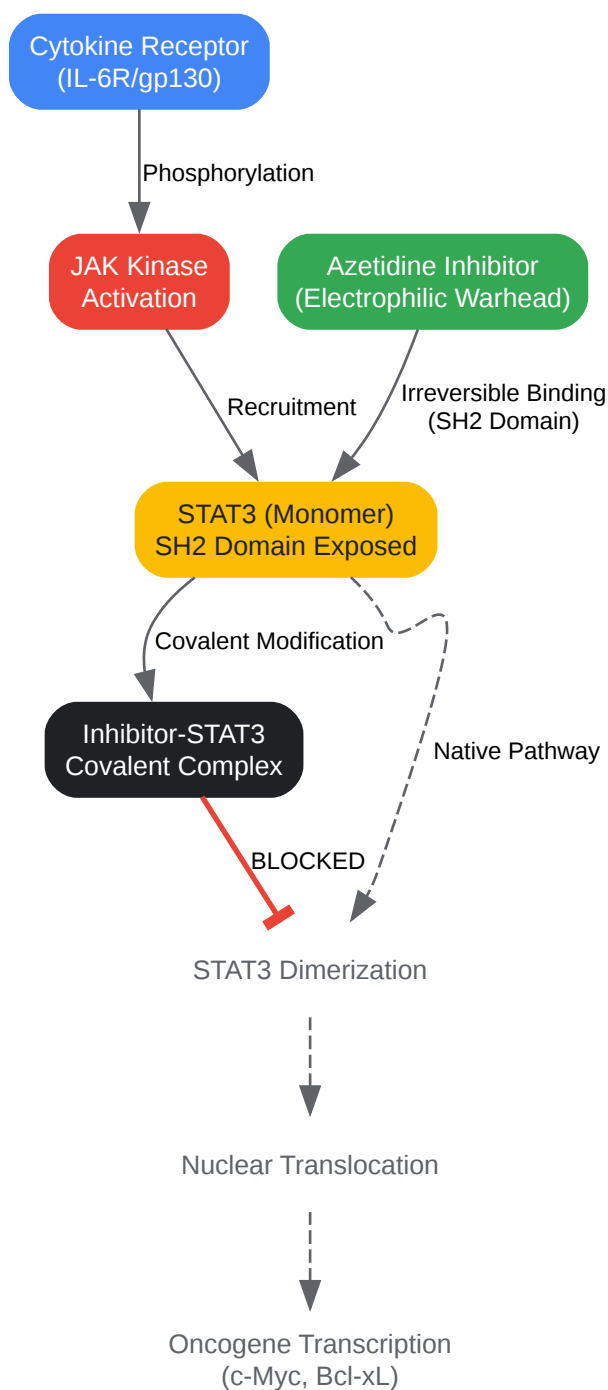 Cytokine Receptor
(IL-6R/gp130)
Phosphorylation
JAK Kinase
Activation
Azetidine Inhibitor
(Electrophilic Warhead)
Recruitment
Irreversible Binding
(SH2 Domain)
STAT3 (Monomer)
SH2 Domain Exposed
Covalent Modification
Inhibitor-STAT3
Covalent Complex
Native Pathway
BLOCKED
STAT3 Dimerization
Nuclear Translocation
Oncogene Transcription
(c-Myc, Bcl-xL)